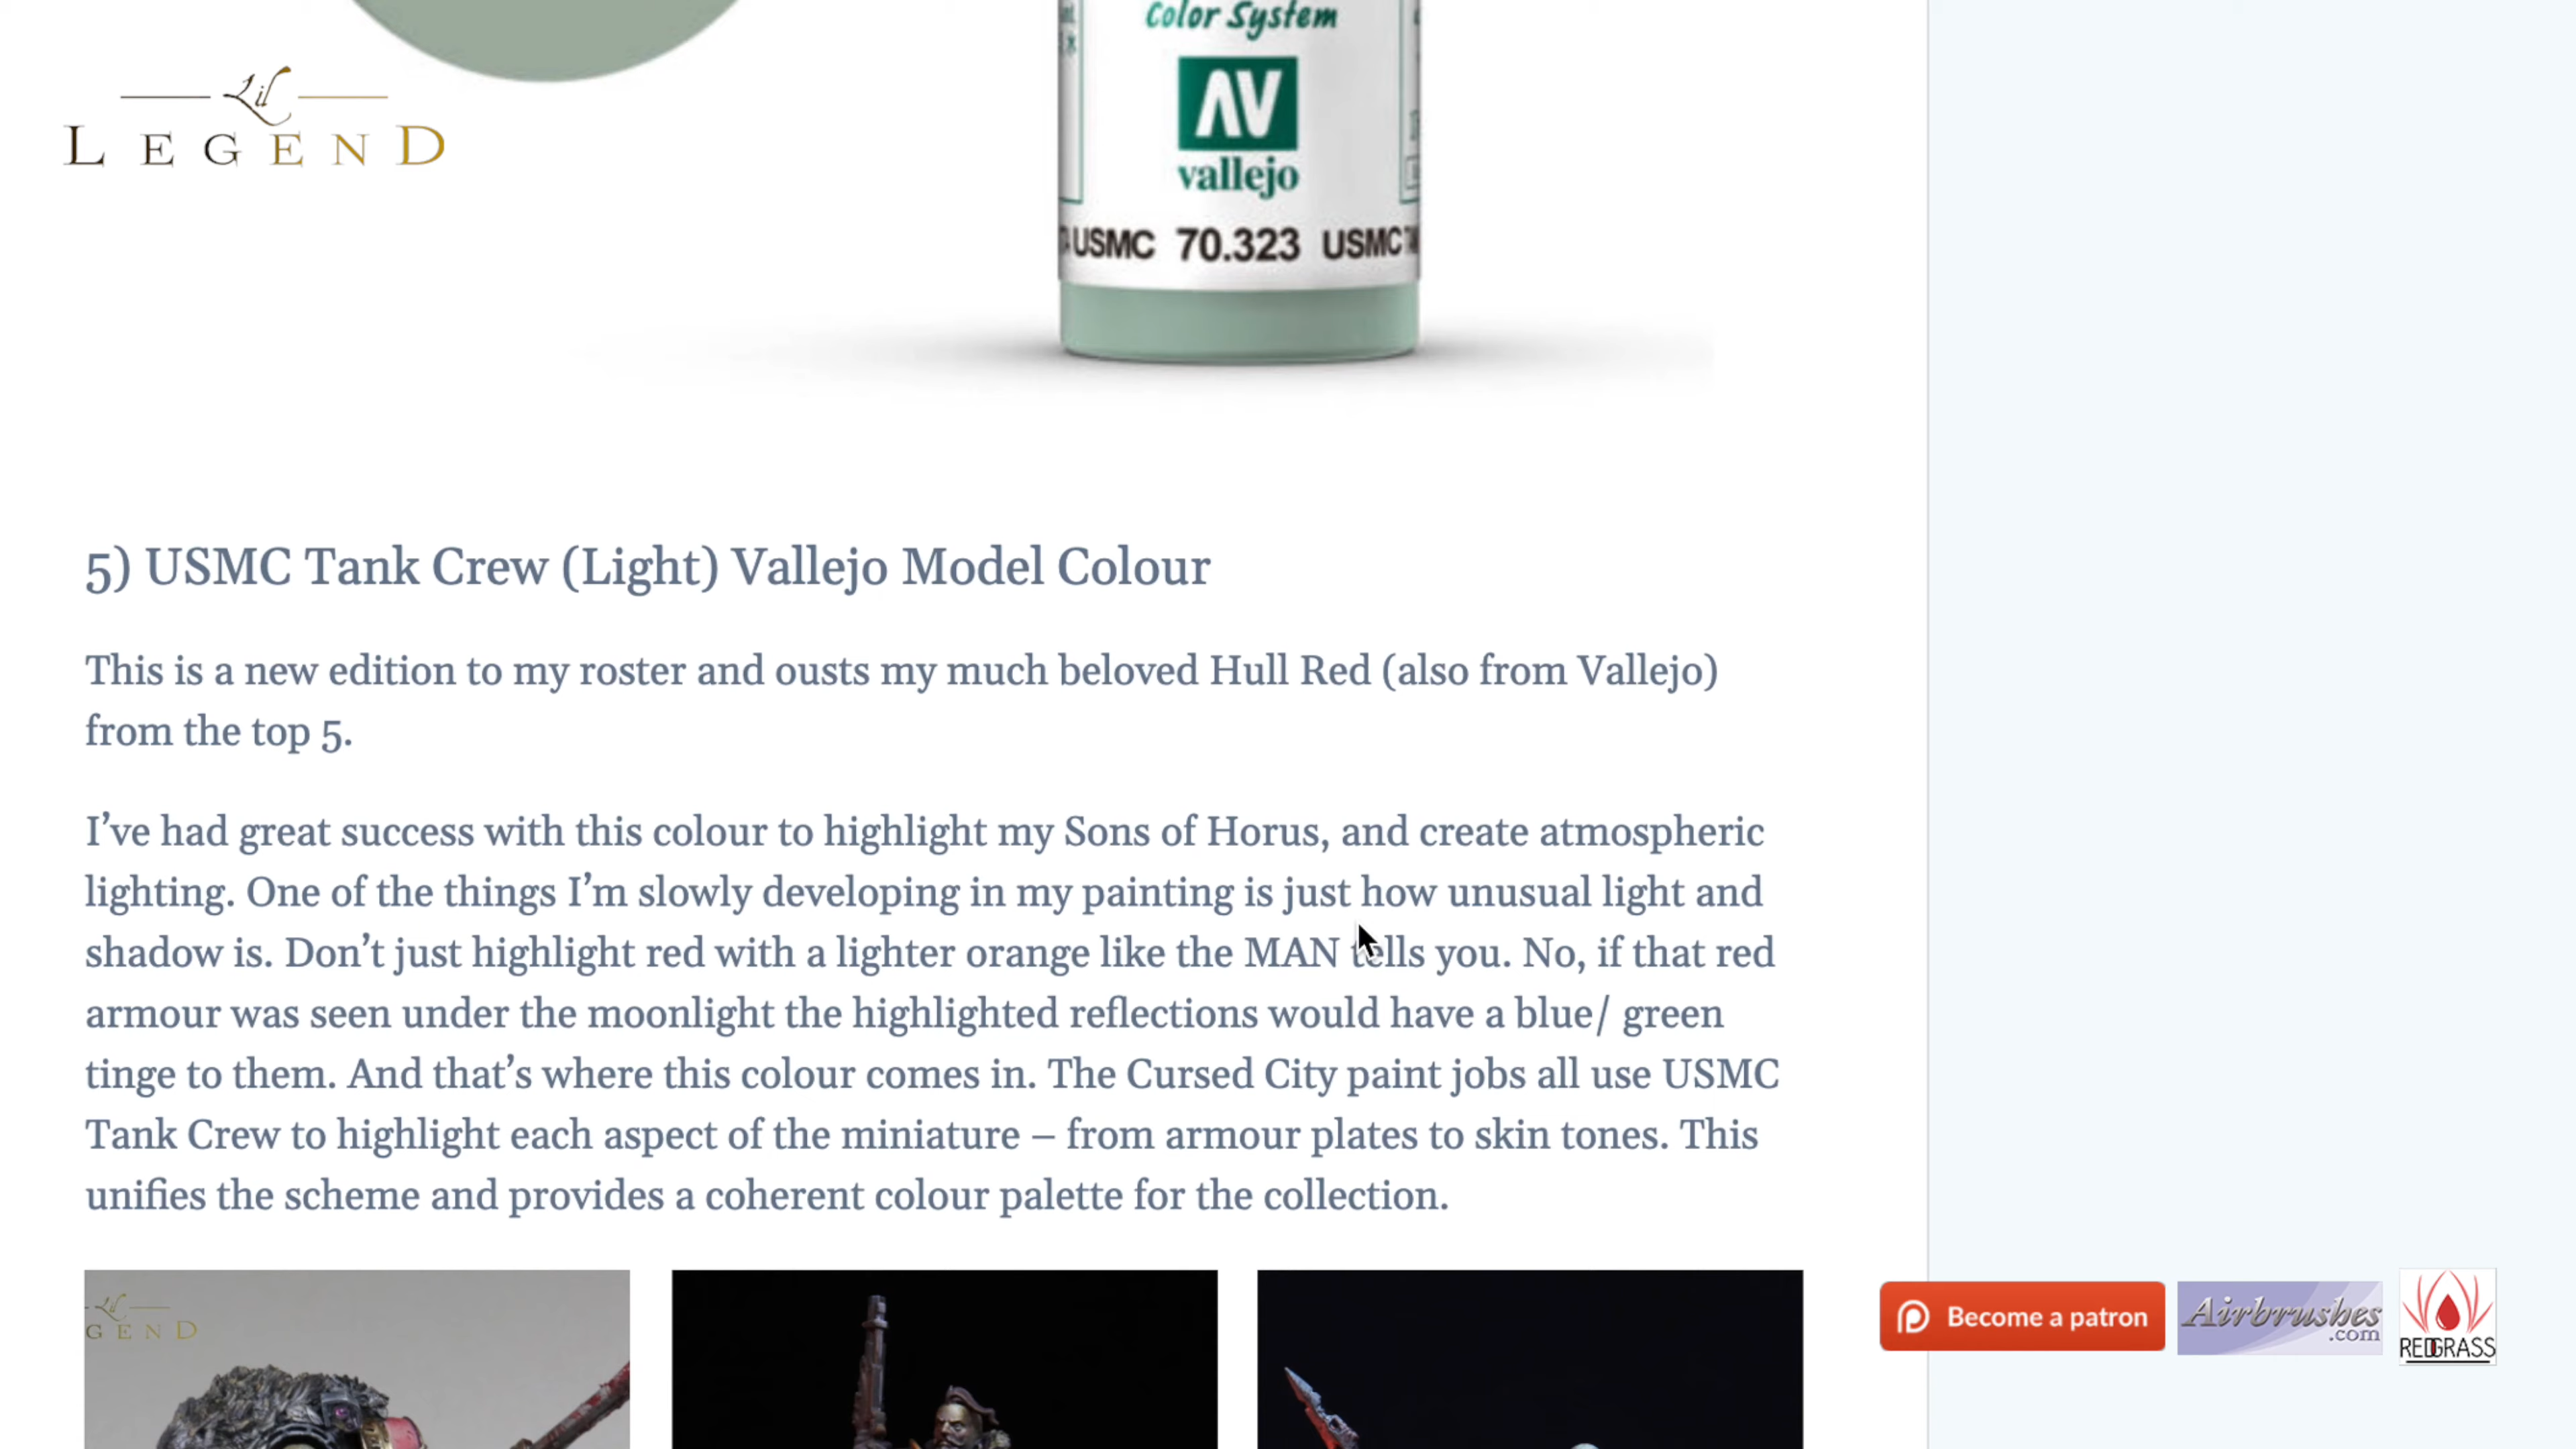 Color System
Lil
LEGEND
AV
vallejo
USMC 70.323 USMC
5) USMC Tank Crew (Light) Vallejo Model Colour
This is a new edition to my roster and ousts my much beloved Hull Red (also from Vallejo)
from the top 5.
I’ve had great success with this colour to highlight my Sons of Horus, and create atmospheric
lighting. One of the things I’m slowly developing in my painting is just how unusual light and
shadow is. Don’t just highlight red with a lighter orange like the MAN tells you. No, if that red
armour was seen under the moonlight the highlighted reflections would have a blue/ green
tinge to them. And that’s where this colour comes in. The Cursed City paint jobs all use USMC
Tank Crew to highlight each aspect of the miniature – from armour plates to skin tones. This
unifies the scheme and provides a coherent colour palette for the collection.
Lil
GEND
Become a patron
Airbrushes
.com
REDGRASS